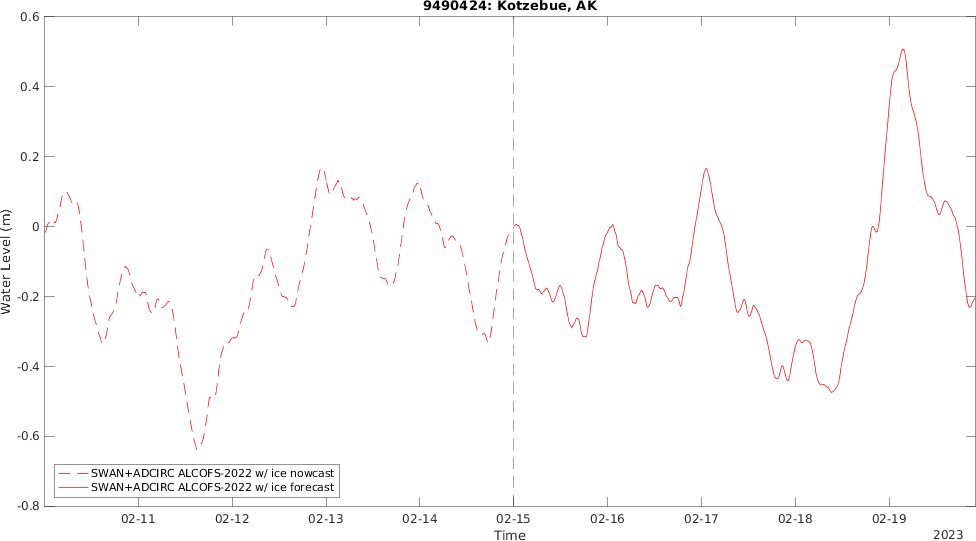 9490424: Kotzebue, AK
0.6
0.4
0.2
0
-0.2
-0.4
-0.6
-0.8
Water Level (m)
SWAN+ADCIRC ALCOFS-2022 w/ ice nowcast
SWAN+ADCIRC ALCOFS-2022 w/ ice forecast
02-11 02-12 02-13 02-14 02-15 02-16 02-17 02-18 02-19
Time
2023